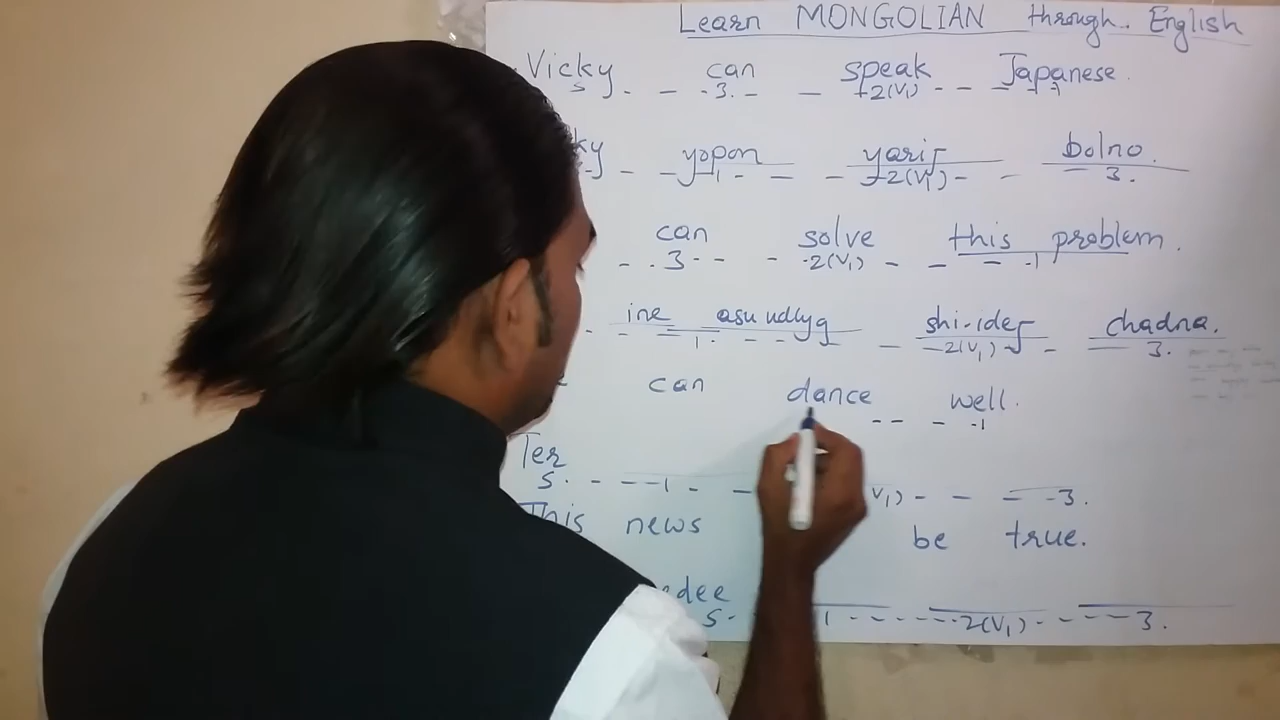 Learn MONGOLIAN through English
Vicky can speak Japanese.
S - - 3 - - 2(V1) - - - 1
ky yopon yarij bolno.
- - 1 - - - 2(V1) - - 3.
can solve this problem.
- - 3 - - - 2(V1) - - - 1
ine asuudlyg shi-idej chadna.
- 1 - - - - 2(V1) - - 3.
can dance well.
- - - - 1
Ter
S. - - - 1 - - V1) - - - - 3.
This news be true.
edee
S - 1 - - - - - - 2(V1) - - - - - 3.